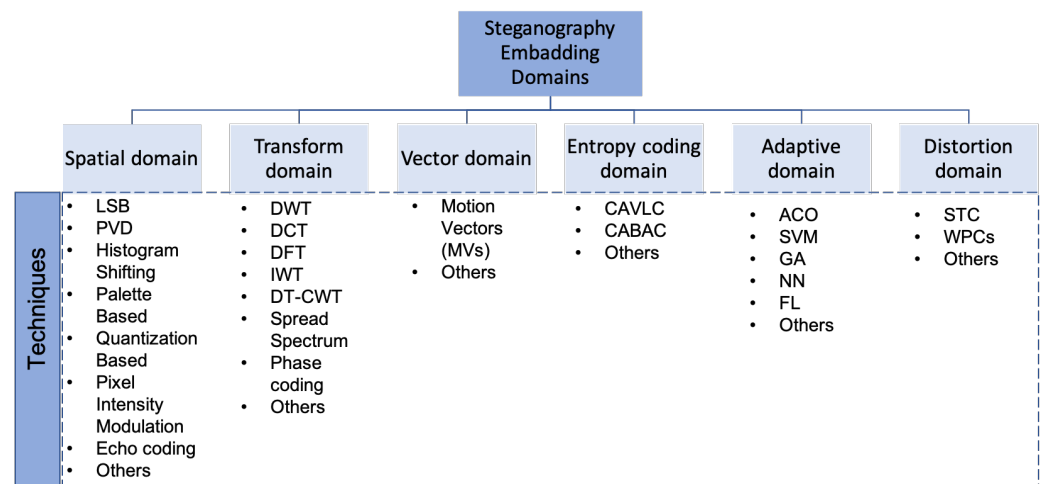 Steganography
Embadding
Domains
Spatial domain
Transform
domain
Vector domain
Entropy coding
domain
Adaptive
domain
Distortion
domain
Techniques
• LSB
• PVD
• Histogram
Shifting
• Palette
Based
• Quantization
Based
• Pixel
Intensity
Modulation
• Echo coding
• Others
• DWT
• DCT
• DFT
• IWT
• DT-CWT
• Spread
Spectrum
• Phase
coding
• Others
• Motion
Vectors
(MVs)
• Others
• CAVLC
• CABAC
• Others
• ACO
• SVM
• GA
• NN
• FL
• Others
• STC
• WPCs
• Others